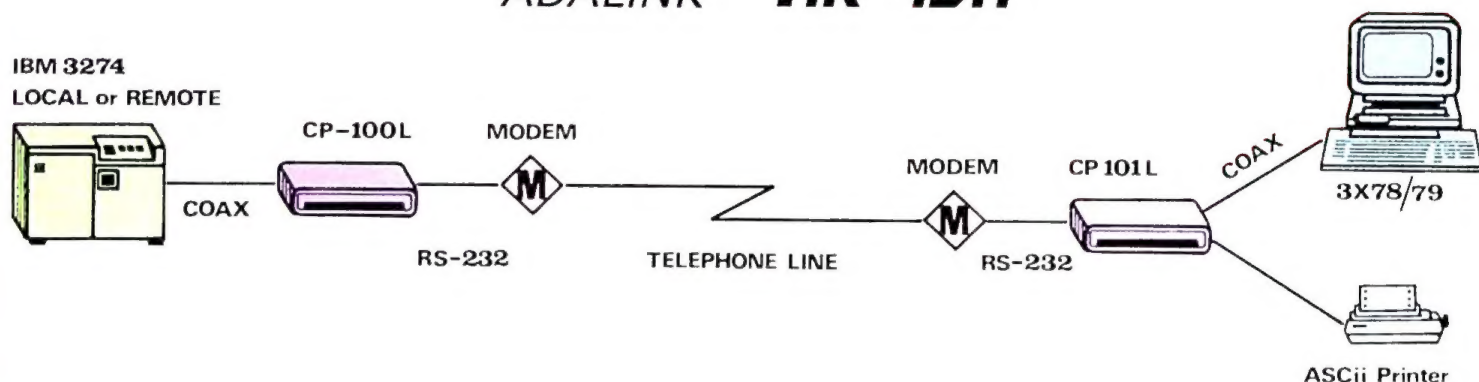 ADALINK
IBM 3274
LOCAL or REMOTE
CP-100L
MODEM
M
COAX
RS-232
TELEPHONE LINE
MODEM
M
RS-232
CP 101L
COAX
3X78/79
ASCii Printer